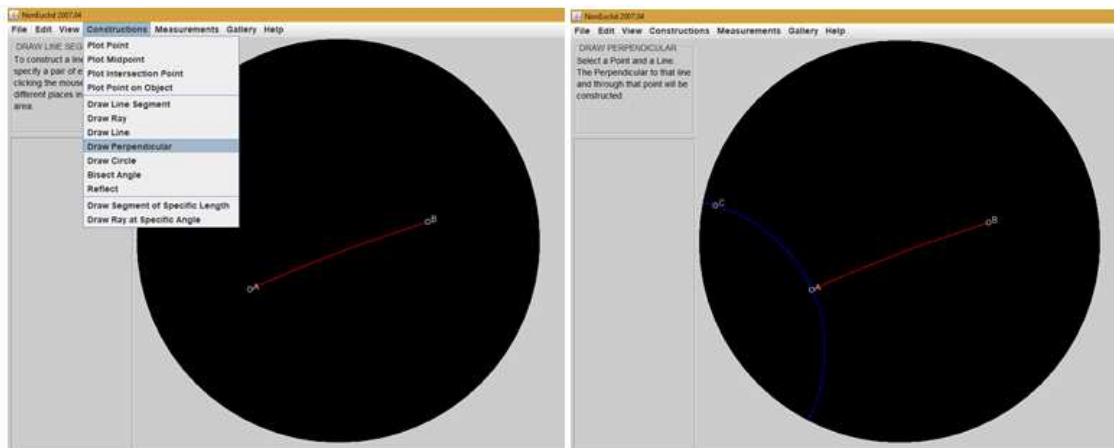 NonEuclid 2007.04
File Edit View Constructions Measurements Gallery Help
DRAW LINE SEG
To construct a line
specify a pair of e
clicking the mouse
different places in
area.
Plot Point
Plot Midpoint
Plot Intersection Point
Plot Point on Object
Draw Line Segment
Draw Ray
Draw Line
Draw Perpendicular
Draw Circle
Bisect Angle
Reflect
Draw Segment of Specific Length
Draw Ray at Specific Angle
B
A
NonEuclid 2007.04
File Edit View Constructions Measurements Gallery Help
DRAW PERPENDICULAR
Select a Point and a Line.
The Perpendicular to that line
and through that point will be
constructed
C
B
A